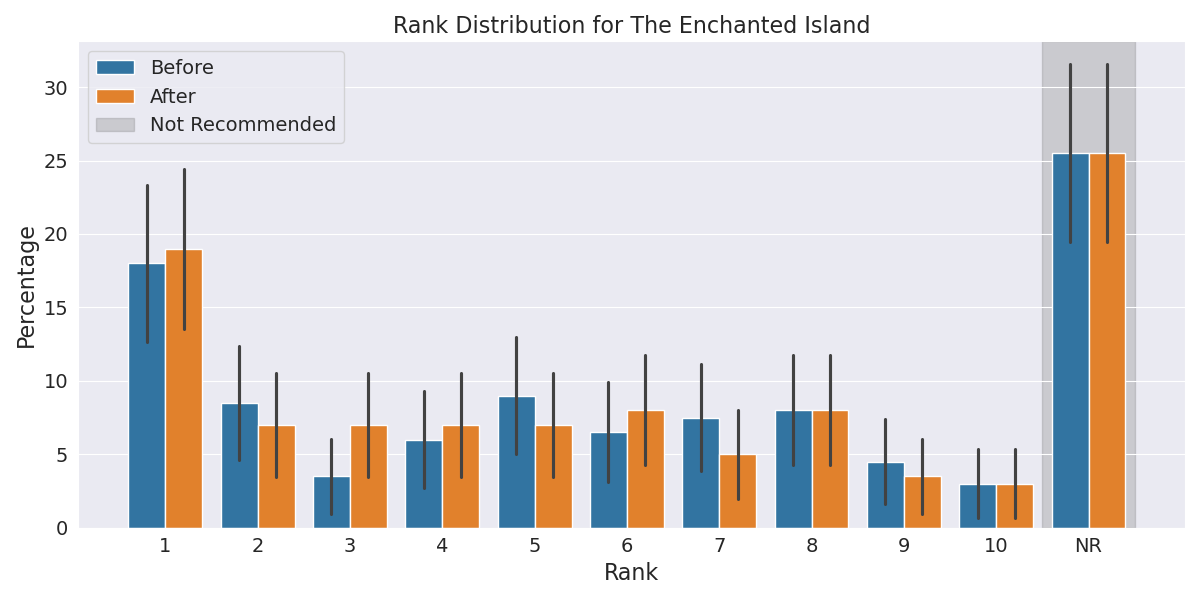 Rank Distribution for The Enchanted Island
Before
After
Not Recommended
Percentage
30
25
20
15
10
5
0
1 2 3 4 5 6 7 8 9 10 NR
Rank